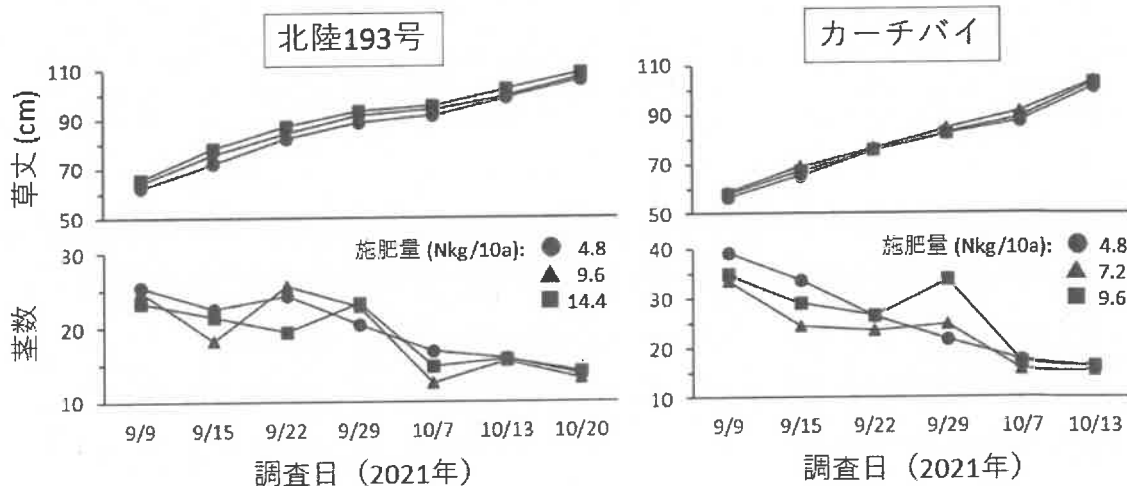 北陸193号
カーチバイ
草丈 (cm)
110
90
70
50
110
90
70
50
茎数
30
20
10
施肥量 (Nkg/10a):
4.8
9.6
14.4
40
30
20
10
施肥量 (Nkg/10a):
4.8
7.2
9.6
9/9 9/15 9/22 9/29 10/7 10/13 10/20
9/9 9/15 9/22 9/29 10/7 10/13
調査日（2021年）
調査日（2021年）